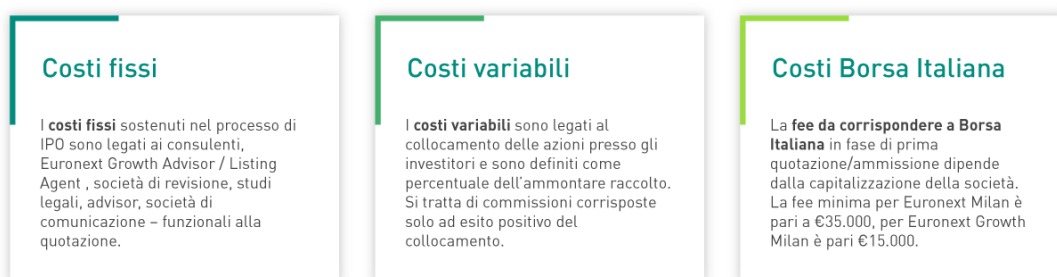 Costi fissi
I costi fissi sostenuti nel processo di
IPO sono legati ai consulenti,
Euronext Growth Advisor / Listing
Agent , società di revisione, studi
legali, advisor, società di
comunicazione – funzionali alla
quotazione.
Costi variabili
I costi variabili sono legati al
collocamento delle azioni presso gli
investitori e sono definiti come
percentuale dell'ammontare raccolto.
Si tratta di commissioni corrisposte
solo ad esito positivo del
collocamento.
Costi Borsa Italiana
La fee da corrispondere a Borsa
Italiana in fase di prima
quotazione/ammissione dipende
dalla capitalizzazione della società.
La fee minima per Euronext Milan è
pari a €35.000, per Euronext Growth
Milan è pari €15.000.